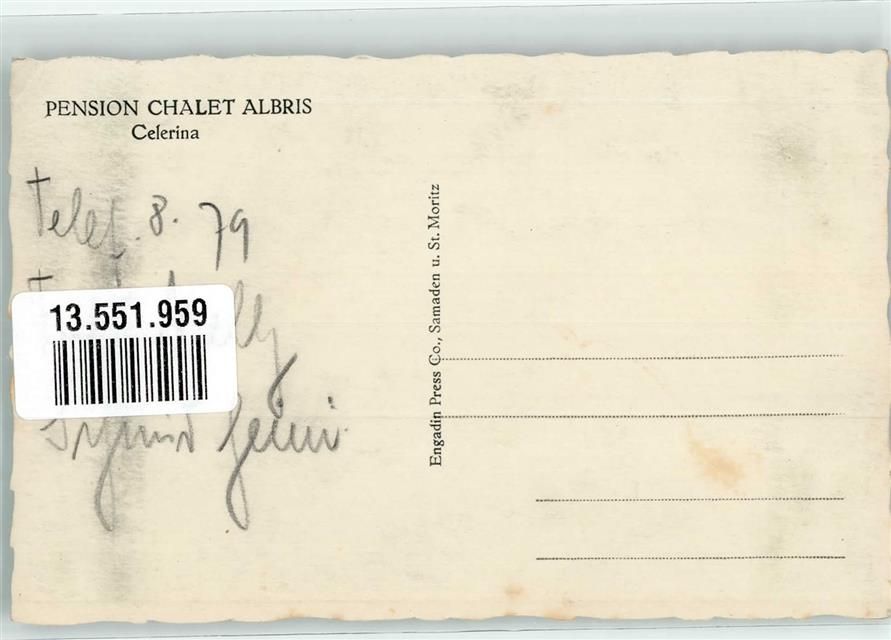 PENSION CHALET ALBRIS
Celerina
Telef. 8. 79
13.551.959
Engadin Press Co., Samaden u. St. Moritz